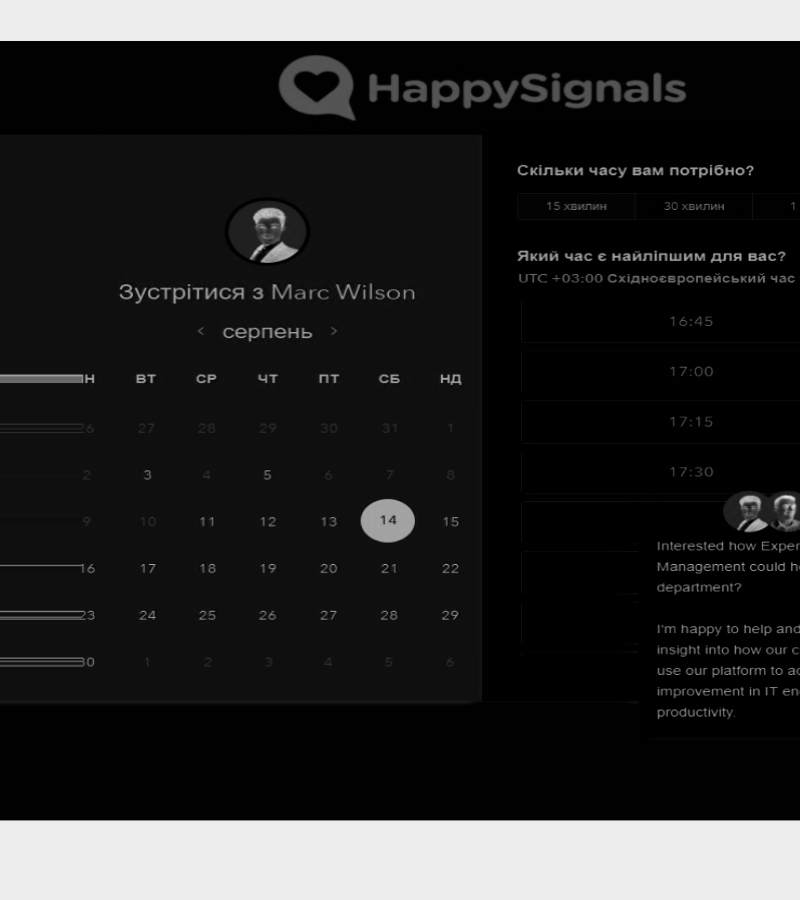 HappySignals
Зустрітися з Marc Wilson
< серпень >
Н ВТ СР ЧТ ПТ СБ НД
6 27 28 29 30 31 1
2 3 4 5 6 7 8
9 10 11 12 13 14 15
16 17 18 19 20 21 22
23 24 25 26 27 28 29
30 1 2 3 4 5 6
Скільки часу вам потрібно?
15 хвилин 30 хвилин 1
Який час є найліпшим для вас?
UTC +03:00 Східноєвропейський час
16:45
17:00
17:15
17:30
Interested how Exper
Management could he
department?
I'm happy to help and
insight into how our c
use our platform to ac
improvement in IT en
productivity.